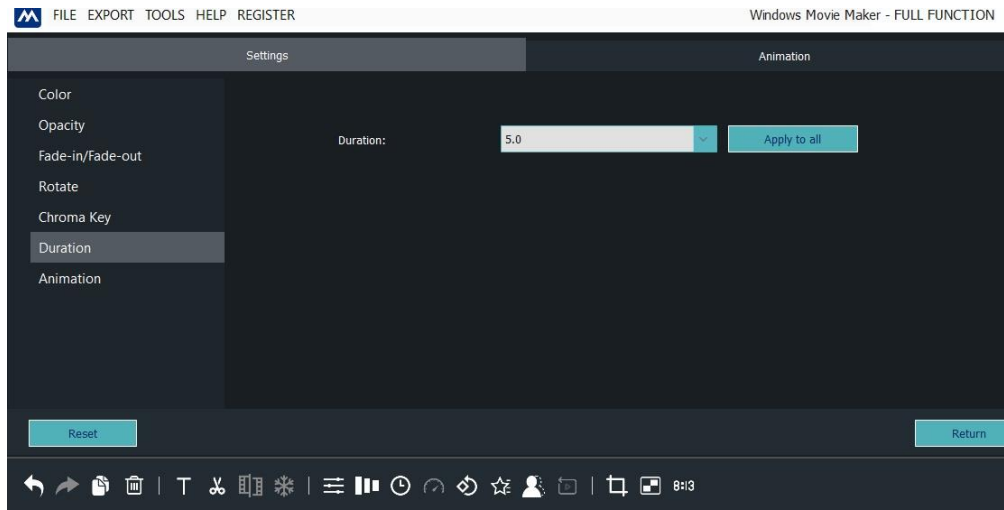 FILE EXPORT TOOLS HELP REGISTER Windows Movie Maker - FULL FUNCTION
Settings Animation
Color
Opacity
Duration: 5.0 Apply to all
Fade-in/Fade-out
Rotate
Chroma Key
Duration
Animation
Reset Return
T 8:13